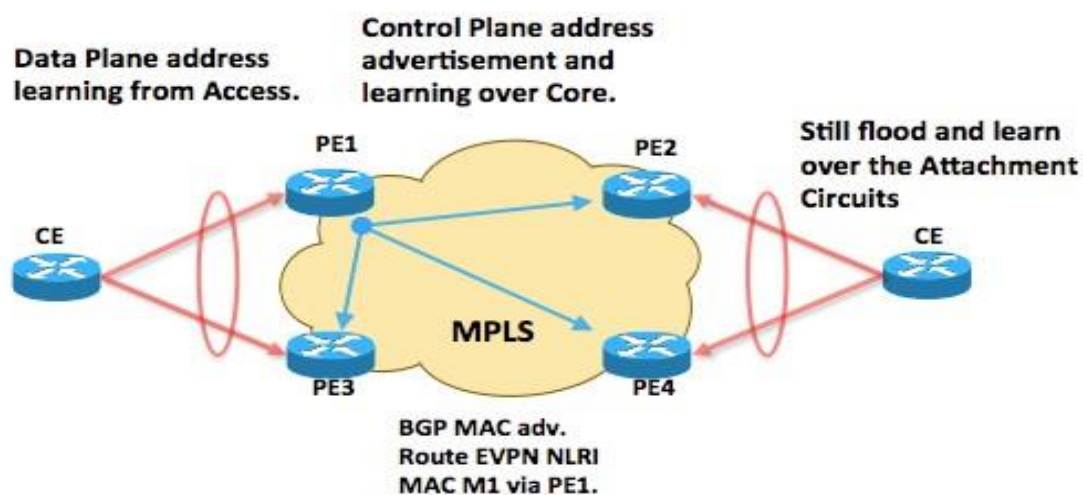 Data Plane address
learning from Access.
Control Plane address
advertisement and
learning over Core.
Still flood and learn
over the Attachment
Circuits
PE1
PE2
CE
CE
MPLS
PE3
PE4
BGP MAC adv.
Route EVPN NLRI
MAC M1 via PE1.